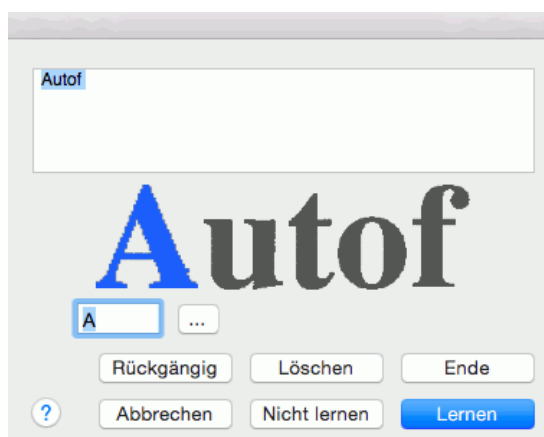 Autof
Autof
A ...
Rückgängig Löschen Ende
? Abbrechen Nicht lernen Lernen